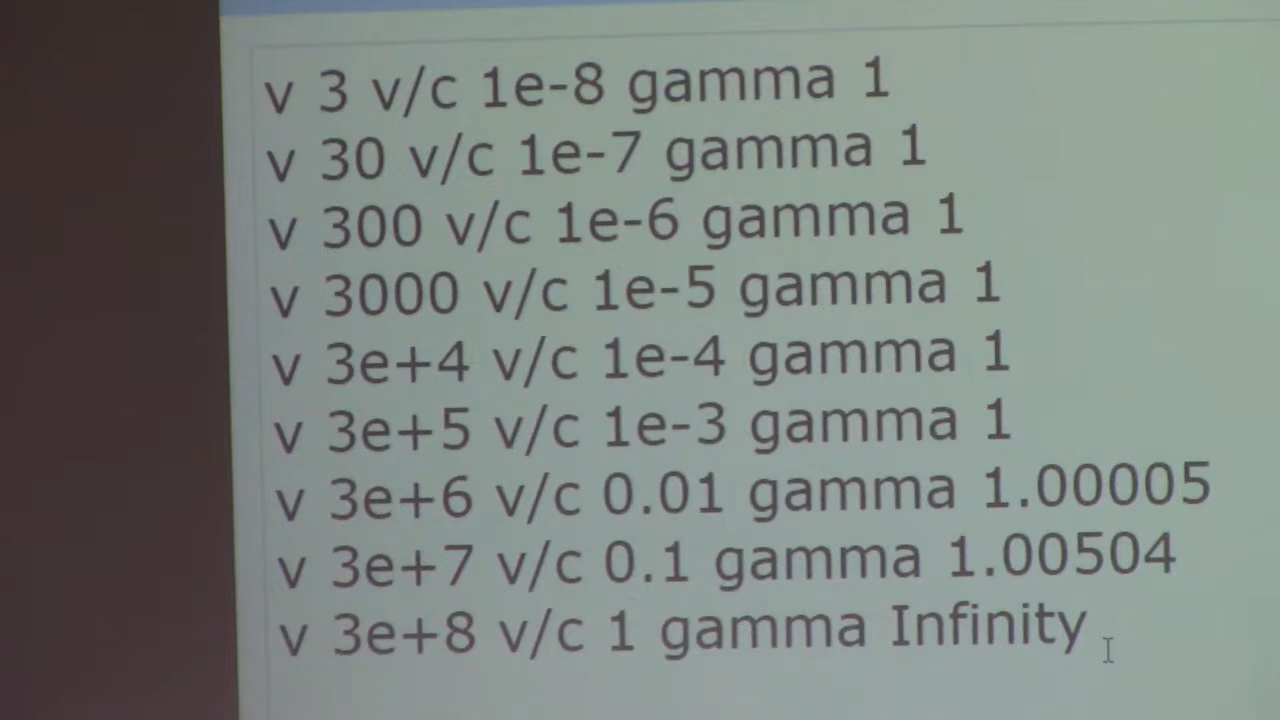 v 3 v/c 1e-8 gamma 1
v 30 v/c 1e-7 gamma 1
v 300 v/c 1e-6 gamma 1
v 3000 v/c 1e-5 gamma 1
v 3e+4 v/c 1e-4 gamma 1
v 3e+5 v/c 1e-3 gamma 1
v 3e+6 v/c 0.01 gamma 1.00005
v 3e+7 v/c 0.1 gamma 1.00504
v 3e+8 v/c 1 gamma Infinity